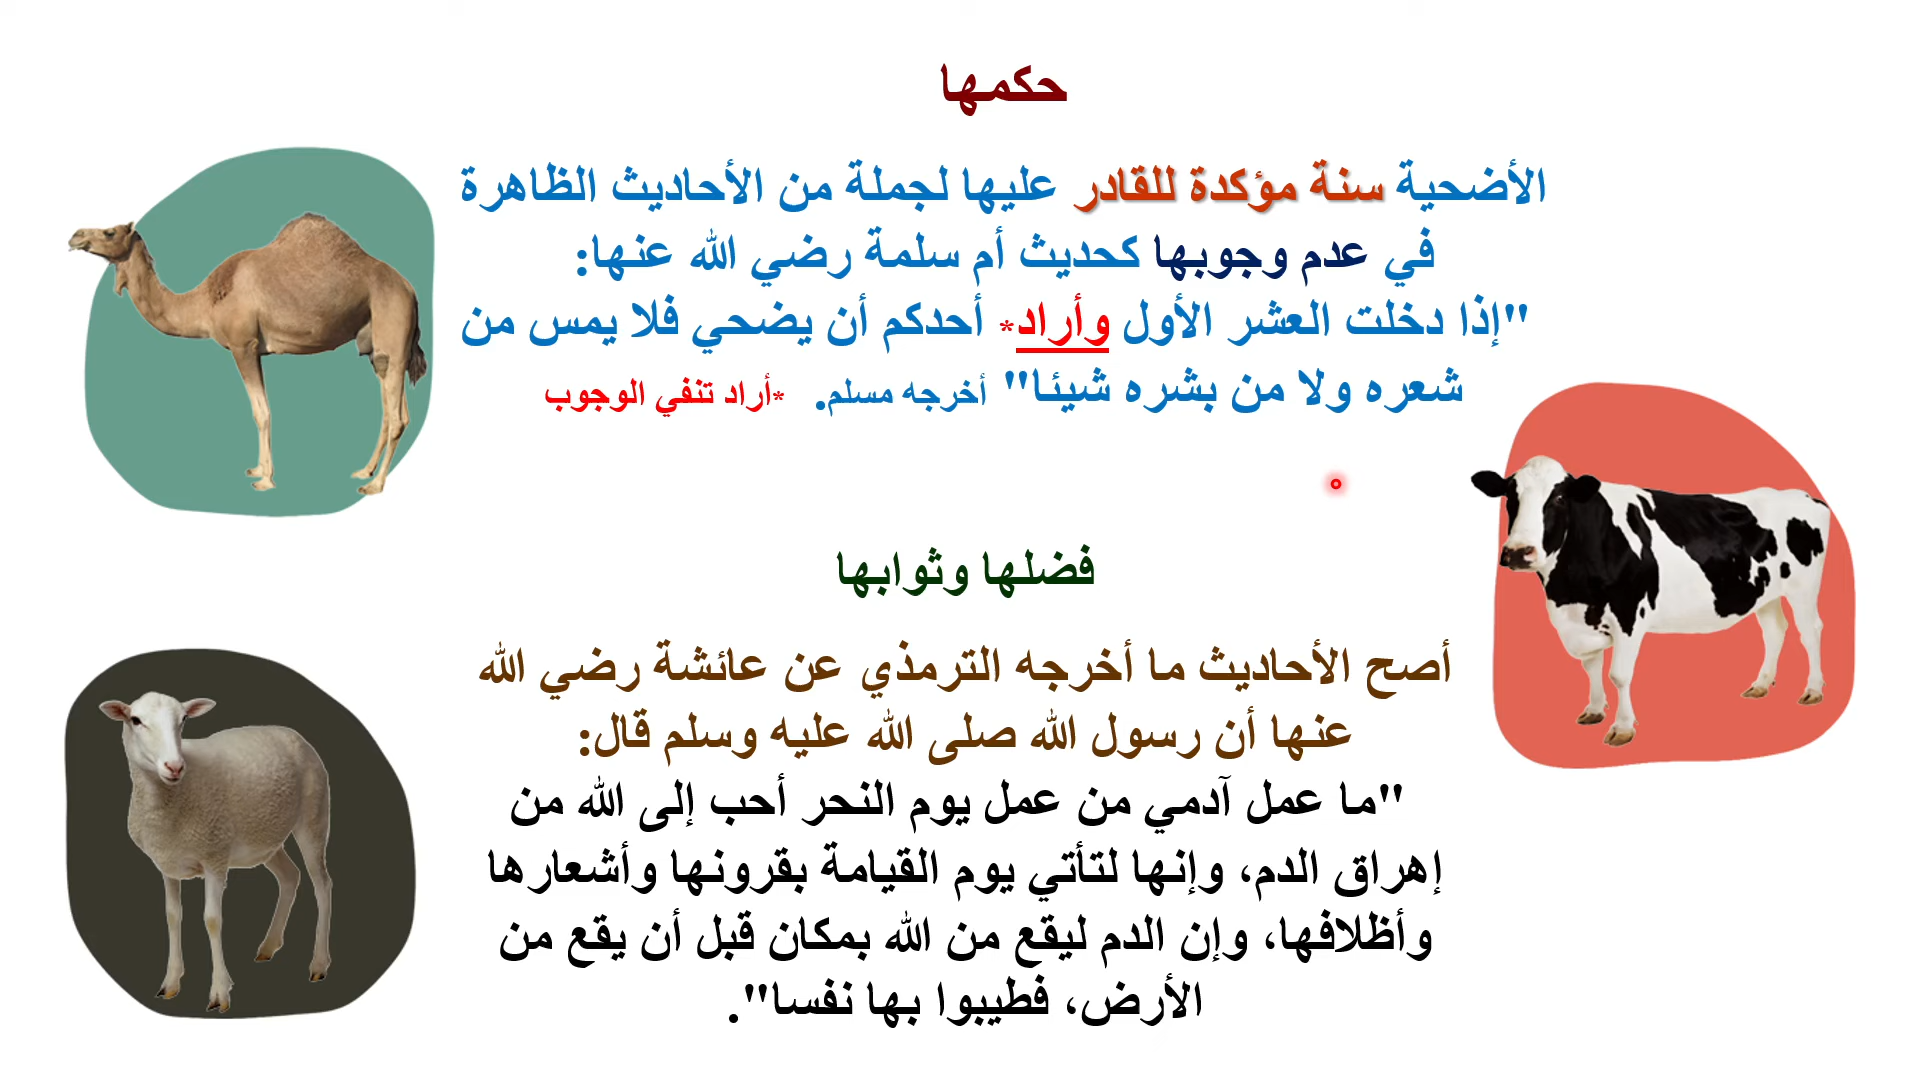 حكمها
الأضحية سنة مؤكدة للقادر عليها لجملة من الأحاديث الظاهرة
في عدم وجوبها كحديث أم سلمة رضي الله عنها:
"إذا دخلت العشر الأول وأراد* أحدكم أن يضحي فلا يمس من
شعره ولا من بشره شيئا" أخرجه مسلم. *أراد تنفي الوجوب
فضلها وثوابها
أصح الأحاديث ما أخرجه الترمذي عن عائشة رضي الله
عنها أن رسول الله صلى الله عليه وسلم قال:
"ما عمل آدمي من عمل يوم النحر أحب إلى الله من
إهراق الدم، وإنها لتأتي يوم القيامة بقرونها وأشعارها
وأظلافها، وإن الدم ليقع من الله بمكان قبل أن يقع من
الأرض، فطيبوا بها نفسا".